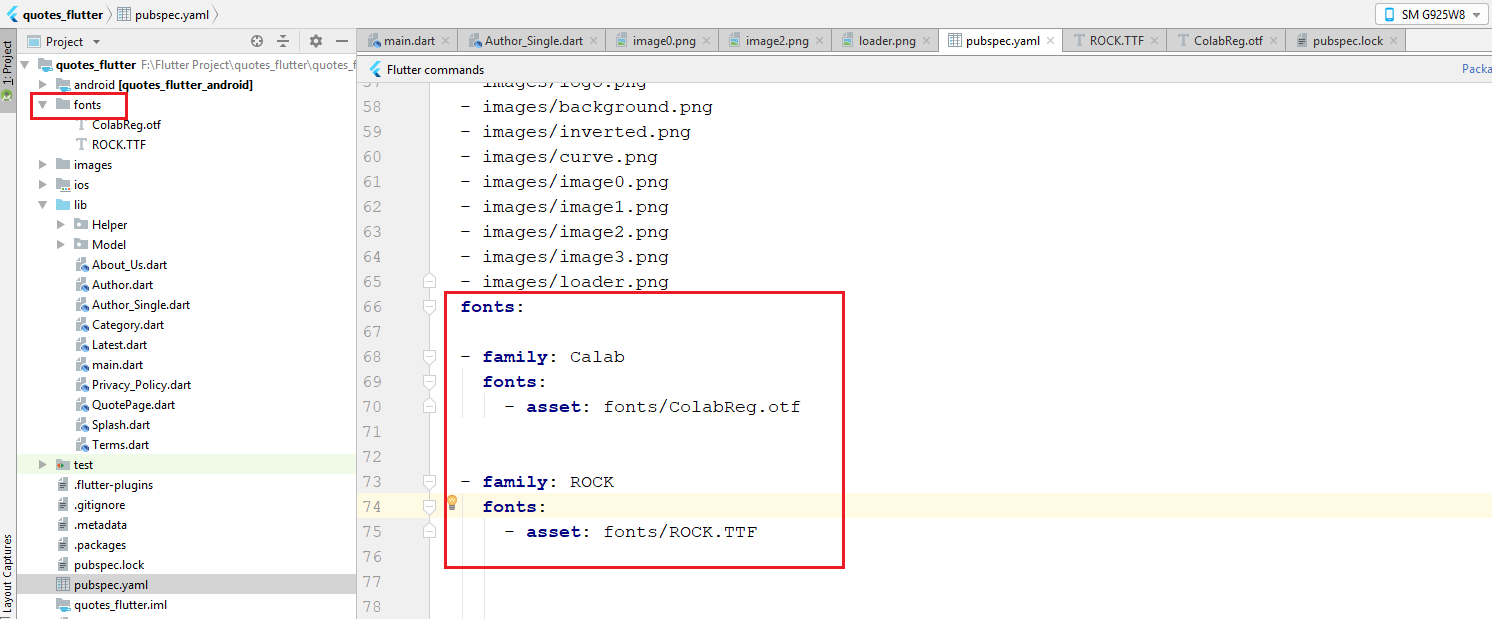 quotes_flutter pubspec.yaml SM G925W8
Project
main.dart Author_Single.dart image0.png image2.png loader.png pubspec.yaml ROCK.TTF ColabReg.otf pubspec.lock
1: Project
Layout Captures
quotes_flutter F:\Flutter Project\quotes_flutter\quotes_f
android [quotes_flutter_android]
fonts
ColabReg.otf
ROCK.TTF
images
ios
lib
Helper
Model
About_Us.dart
Author.dart
Author_Single.dart
Category.dart
Latest.dart
main.dart
Privacy_Policy.dart
QuotePage.dart
Splash.dart
Terms.dart
test
.flutter-plugins
.gitignore
.metadata
.packages
pubspec.lock
pubspec.yaml
quotes_flutter.iml
Flutter commands Packa
57 - images/logo.png
58 - images/background.png
59 - images/inverted.png
60 - images/curve.png
61 - images/image0.png
62 - images/image1.png
63 - images/image2.png
64 - images/image3.png
65 - images/loader.png
66 fonts:
67
68 - family: Calab
69 fonts:
70 - asset: fonts/ColabReg.otf
71
72
73 - family: ROCK
74 fonts:
75 - asset: fonts/ROCK.TTF
76
77
78